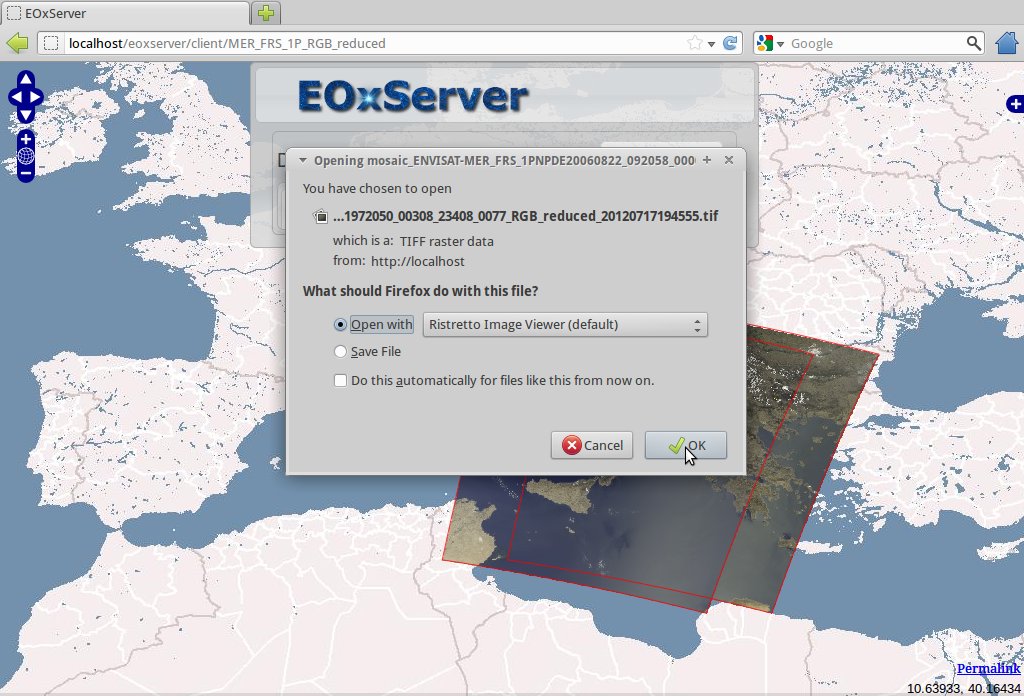 EOxServer
localhost/eoxserver/client/MER_FRS_1P_RGB_reduced
Google
EOxServer
Opening mosaic_ENVISAT-MER_FRS_1PNPDE20060822_092058_000
You have chosen to open
...1972050_00308_23408_0077_RGB_reduced_20120717194555.tif
which is a: TIFF raster data
from: http://localhost
What should Firefox do with this file?
Open with Ristretto Image Viewer (default)
Save File
Do this automatically for files like this from now on.
Cancel OK
Permalink
10.63933, 40.16434